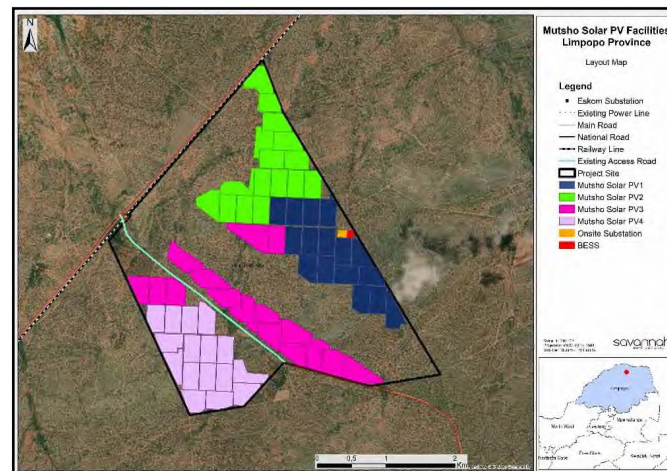 N
Mutsho Solar PV Facilities
Limpopo Province
Layout Map
Legend
Eskom Substation
Existing Power Line
Main Road
National Road
Railway Line
Existing Access Road
Project Site
Mutsho Solar PV1
Mutsho Solar PV2
Mutsho Solar PV3
Mutsho Solar PV4
Onsite Substation
BESS
savannah
Limpopo
North West
0 0,5 1 2